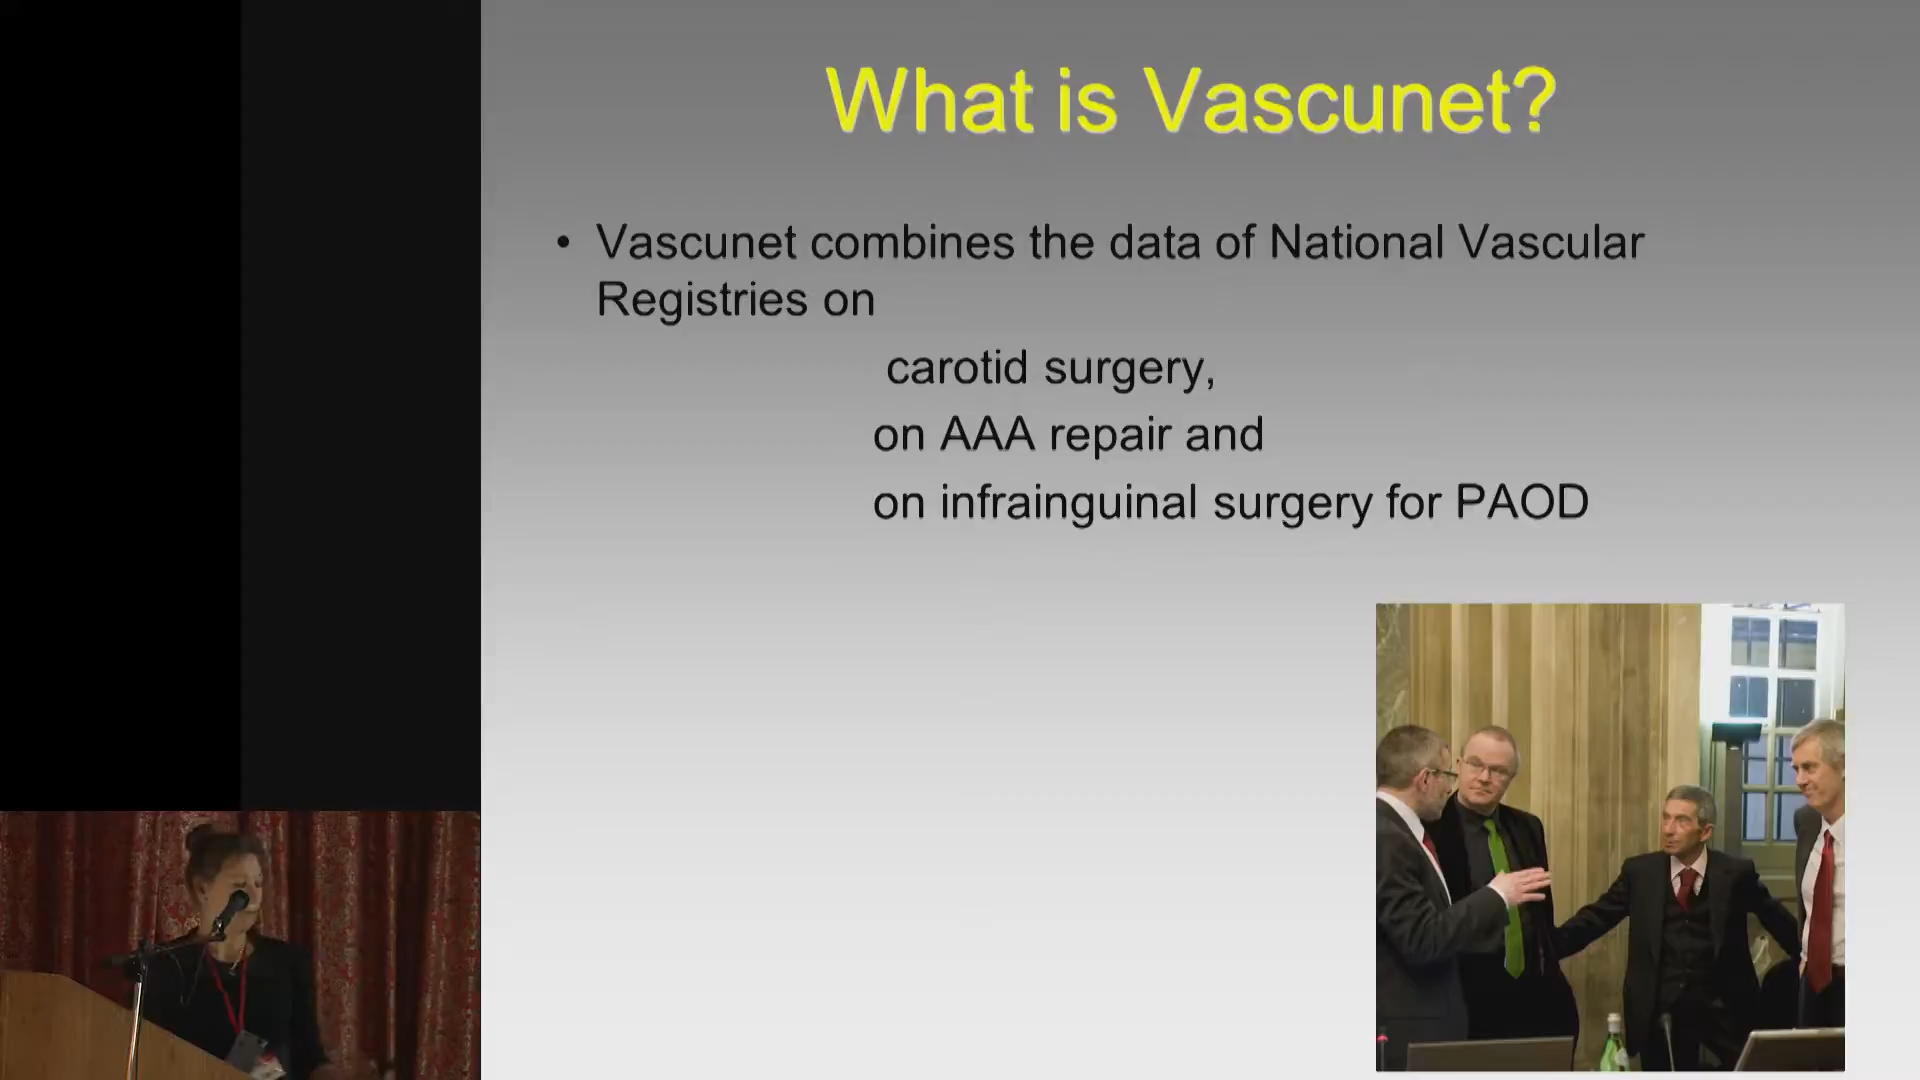 What is Vascunet?
• Vascunet combines the data of National Vascular
Registries on
carotid surgery,
on AAA repair and
on infrainguinal surgery for PAOD